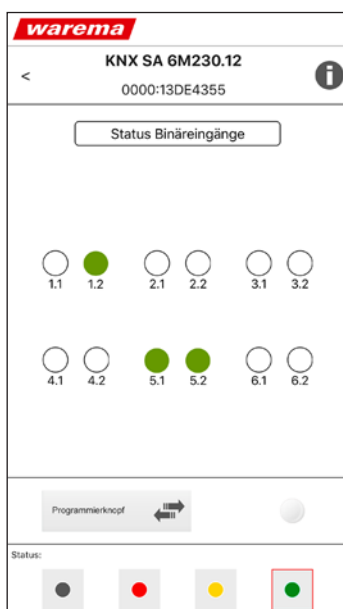 warema
<
KNX SA 6M230.12
0000:13DE4355
i
Status Binäreingänge
1.1 1.2 2.1 2.2 3.1 3.2
4.1 4.2 5.1 5.2 6.1 6.2
Programmierknopf
Status: